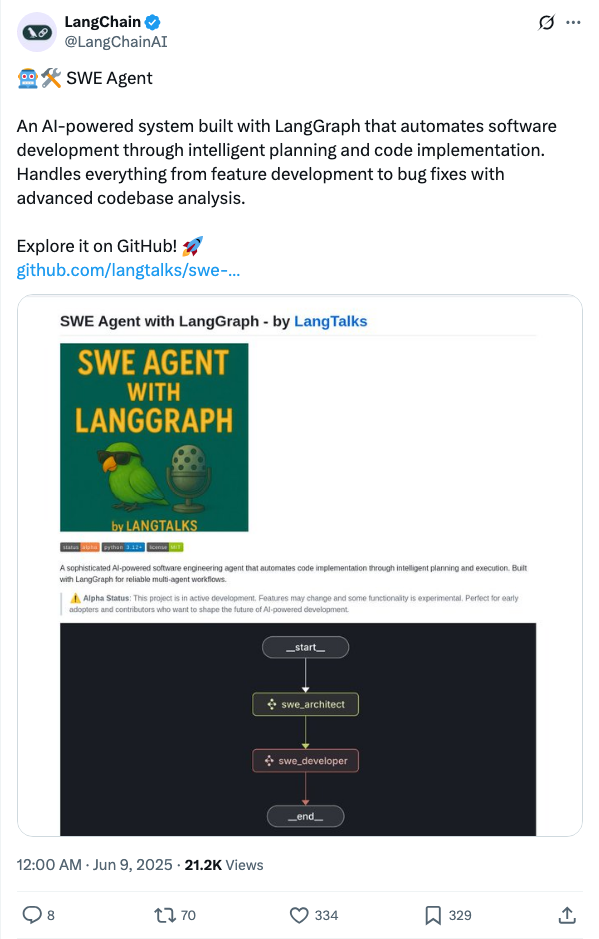 LangChain
@LangChainAI
🤖🛠️ SWE Agent
An AI-powered system built with LangGraph that automates software
development through intelligent planning and code implementation.
Handles everything from feature development to bug fixes with
advanced codebase analysis.
Explore it on GitHub! 🚀
github.com/langtalks/swe-...
SWE Agent with LangGraph - by LangTalks
SWE AGENT
WITH
LANGGRAPH
by LANGTALKS
status alpha python 3.12+ license MIT
A sophisticated AI-powered software engineering agent that automates code implementation through intelligent planning and execution. Built
with LangGraph for reliable multi-agent workflows.
⚠️ Alpha Status: This project is in active development. Features may change and some functionality is experimental. Perfect for early
adopters and contributors who want to shape the future of AI-powered development.
__start__
swe_architect
swe_developer
__end__
12:00 AM · Jun 9, 2025 · 21.2K Views
8 70 334 329